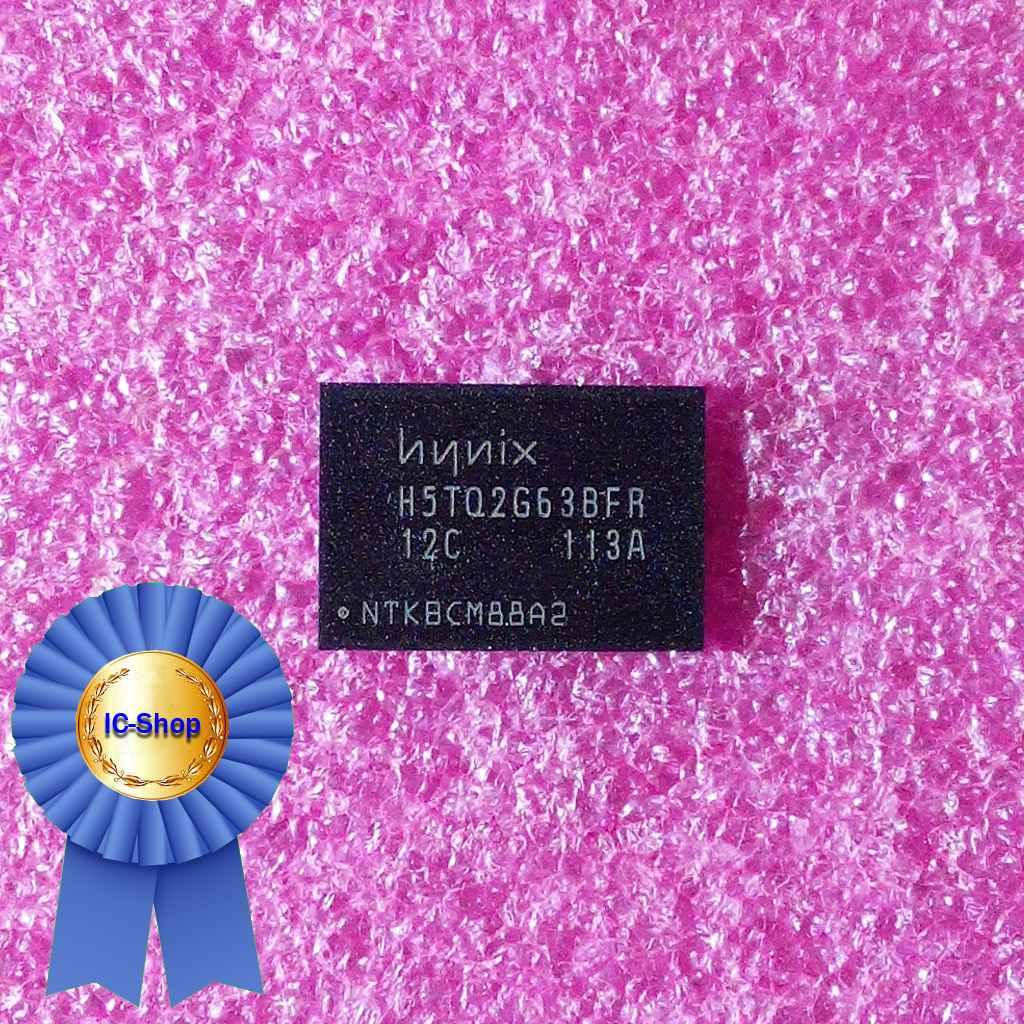 hynix
H5TQ2G63BFR
12C 113A
NTKBCM88A2
IC-Shop